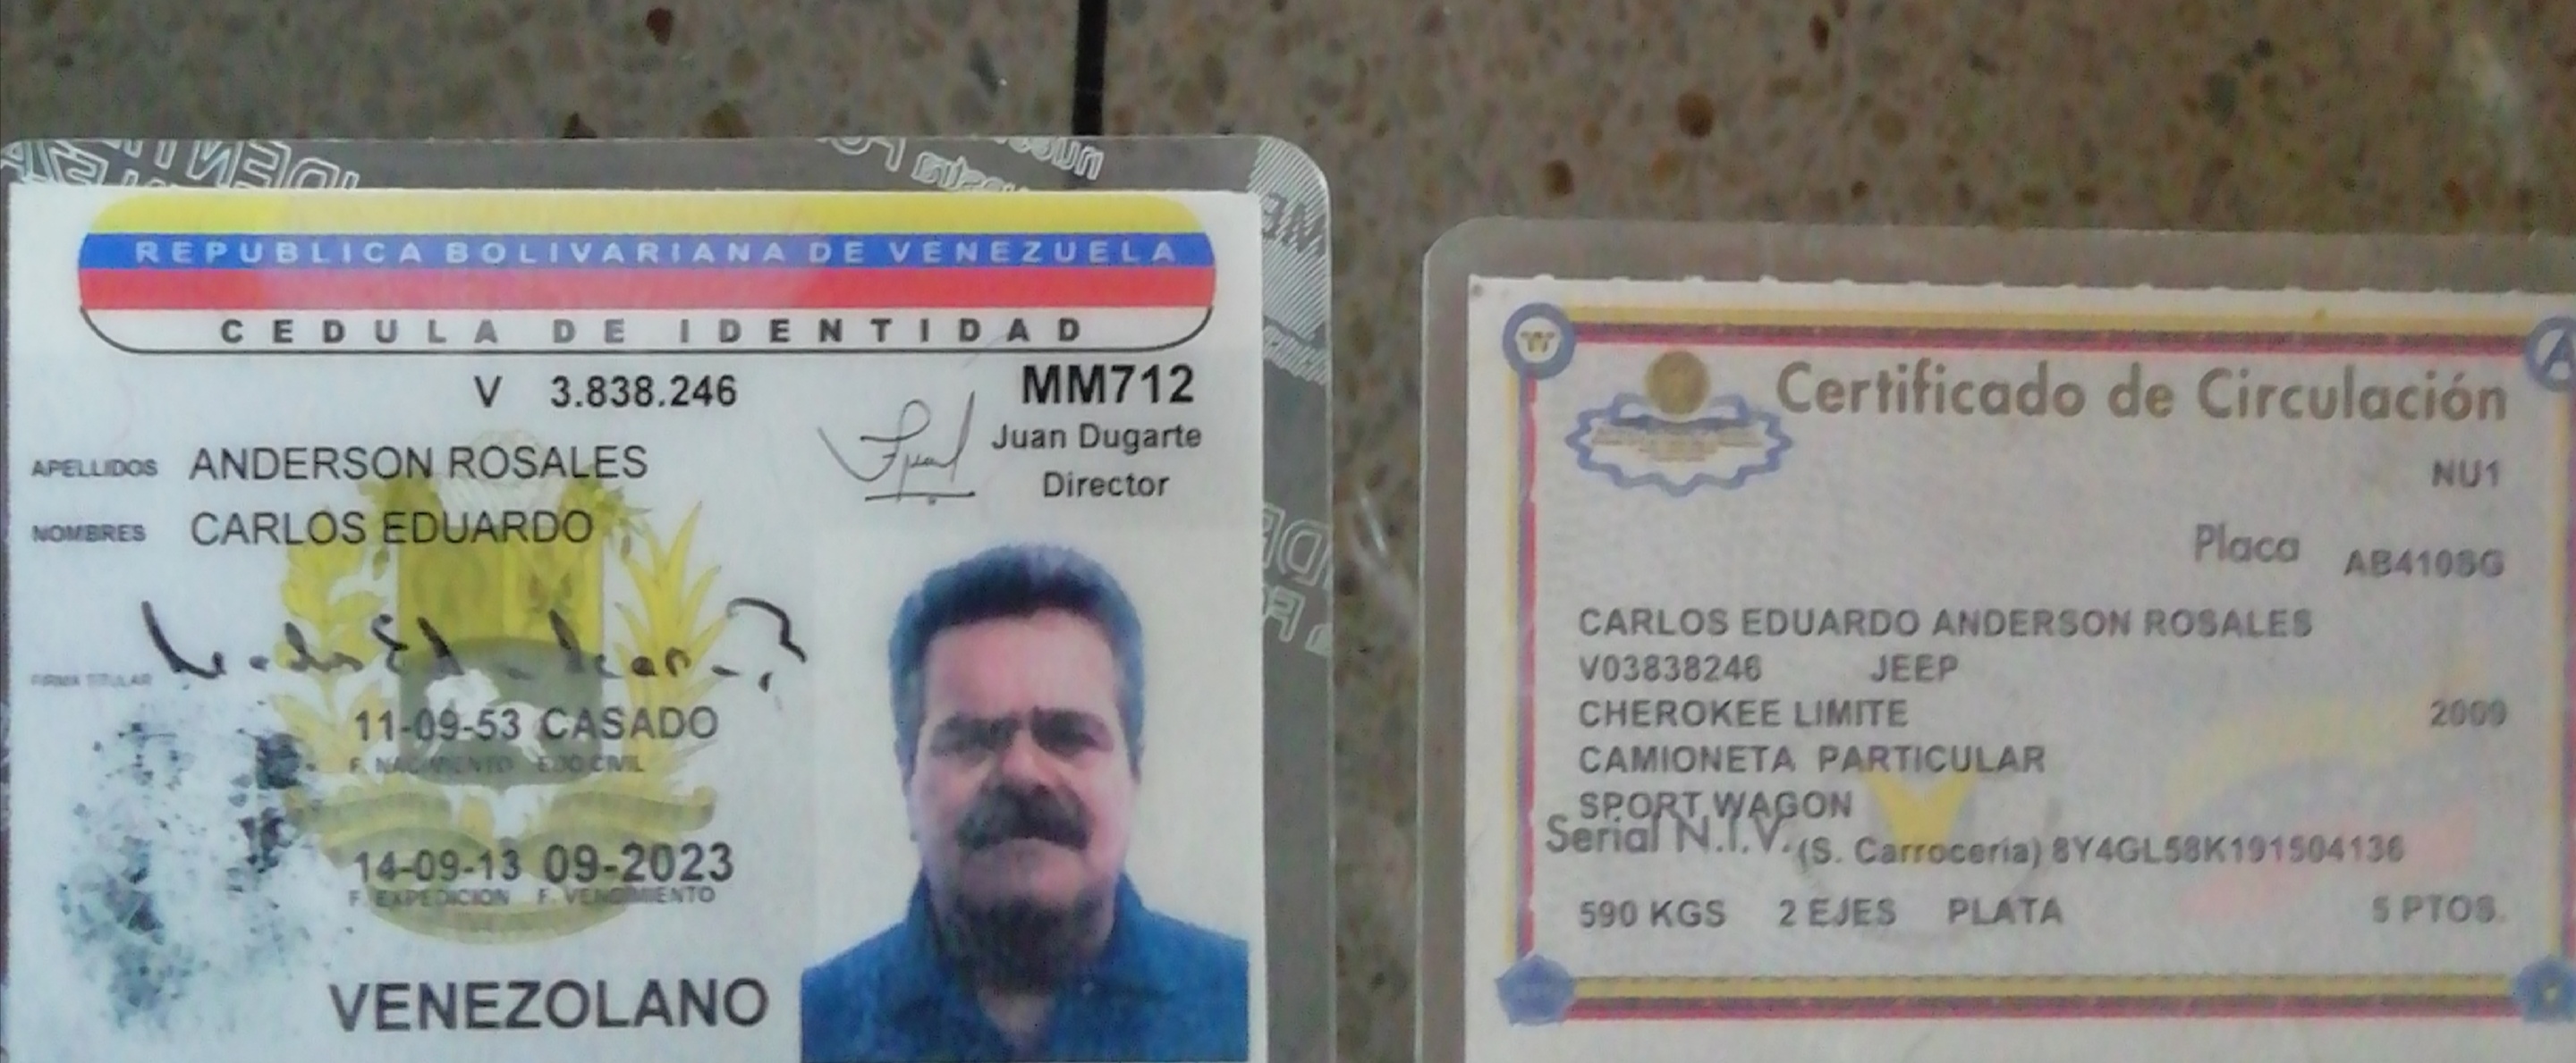 REPUBLICA BOLIVARIANA DE VENEZUELA
CEDULA DE IDENTIDAD
V 3.838.246
MM712
Juan Dugarte
Director
APELLIDOS ANDERSON ROSALES
NOMBRES CARLOS EDUARDO
FIRMA TITULAR
11-09-53 CASADO
F. NACIMIENTO EDO CIVIL
14-09-13 09-2023
F. EXPEDICION F. VENCIMIENTO
VENEZOLANO
Certificado de Circulación
NU1
Placa AB410BG
CARLOS EDUARDO ANDERSON ROSALES
V03838246 JEEP
CHEROKEE LIMITE 2009
CAMIONETA PARTICULAR
SPORT WAGON
Serial N.I.V. (S. Carroceria) 8Y4GL58K191504136
590 KGS 2 EJES PLATA 5 PTOS.